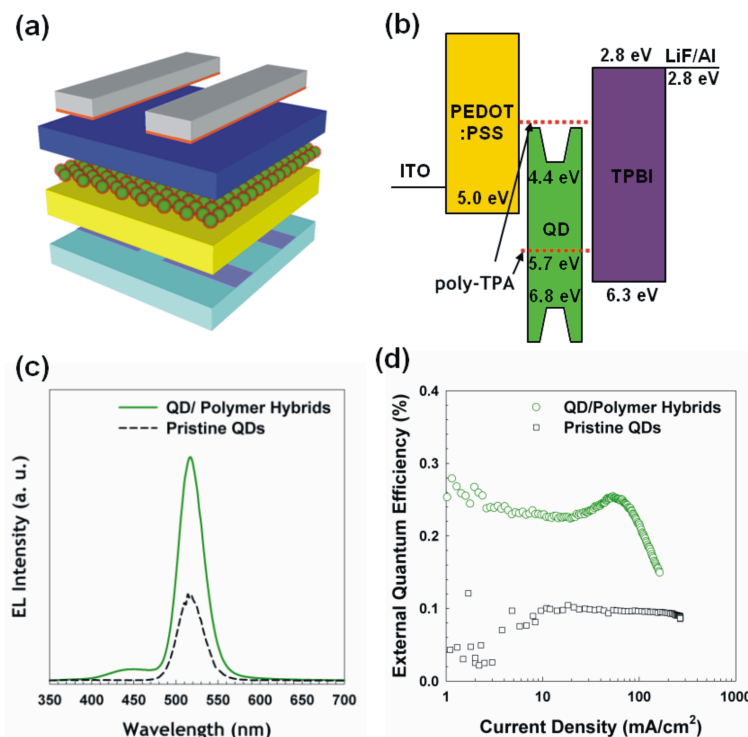 (a)
(b)
2.8 eV
LiF/Al
2.8 eV
PEDOT
:PSS
ITO
5.0 eV
4.4 eV
TPBI
QD
5.7 eV
poly-TPA
6.8 eV
6.3 eV
(c)
QD/ Polymer Hybrids
Pristine QDs
EL Intensity (a. u.)
350 400 450 500 550 600 650 700
Wavelength (nm)
(d)
0.4
QD/Polymer Hybrids
Pristine QDs
0.3
0.2
0.1
0.0
External Quantum Efficiency (%)
1 10 100 1000
Current Density (mA/cm²)